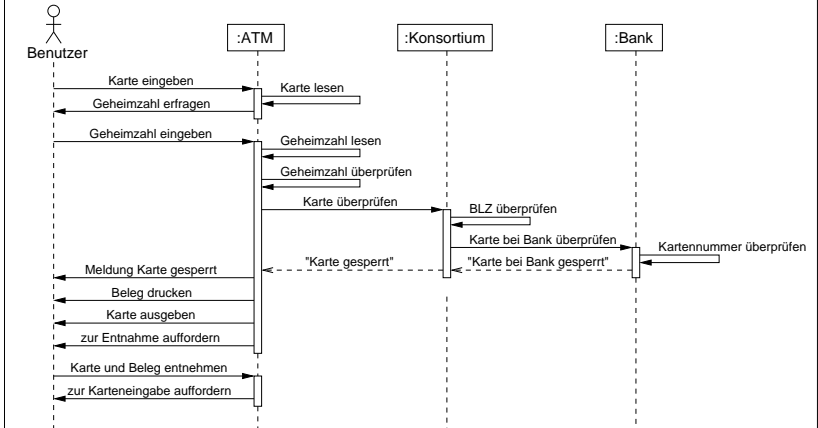 Benutzer
:ATM
:Konsortium
:Bank
Karte eingeben
Karte lesen
Geheimzahl erfragen
Geheimzahl eingeben
Geheimzahl lesen
Geheimzahl überprüfen
Karte überprüfen
BLZ überprüfen
Karte bei Bank überprüfen
Kartennummer überprüfen
"Karte gesperrt"
"Karte bei Bank gesperrt"
Meldung Karte gesperrt
Beleg drucken
Karte ausgeben
zur Entnahme auffordern
Karte und Beleg entnehmen
zur Karteneingabe auffordern